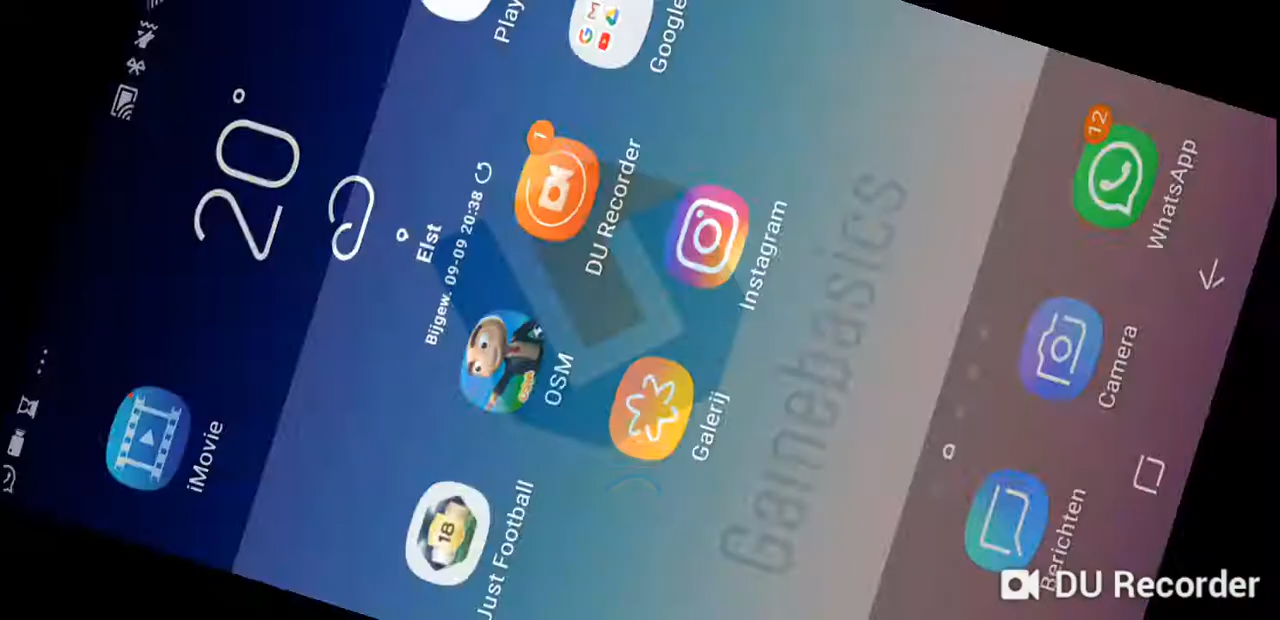 20°
Elst
Bijgew. 09-09 20:38
iMovie
Play
Google
1
DU Recorder
OSM
Instagram
Galerij
18
Just Football
Gamebasics
12
WhatsApp
Camera
Berichten
DU Recorder